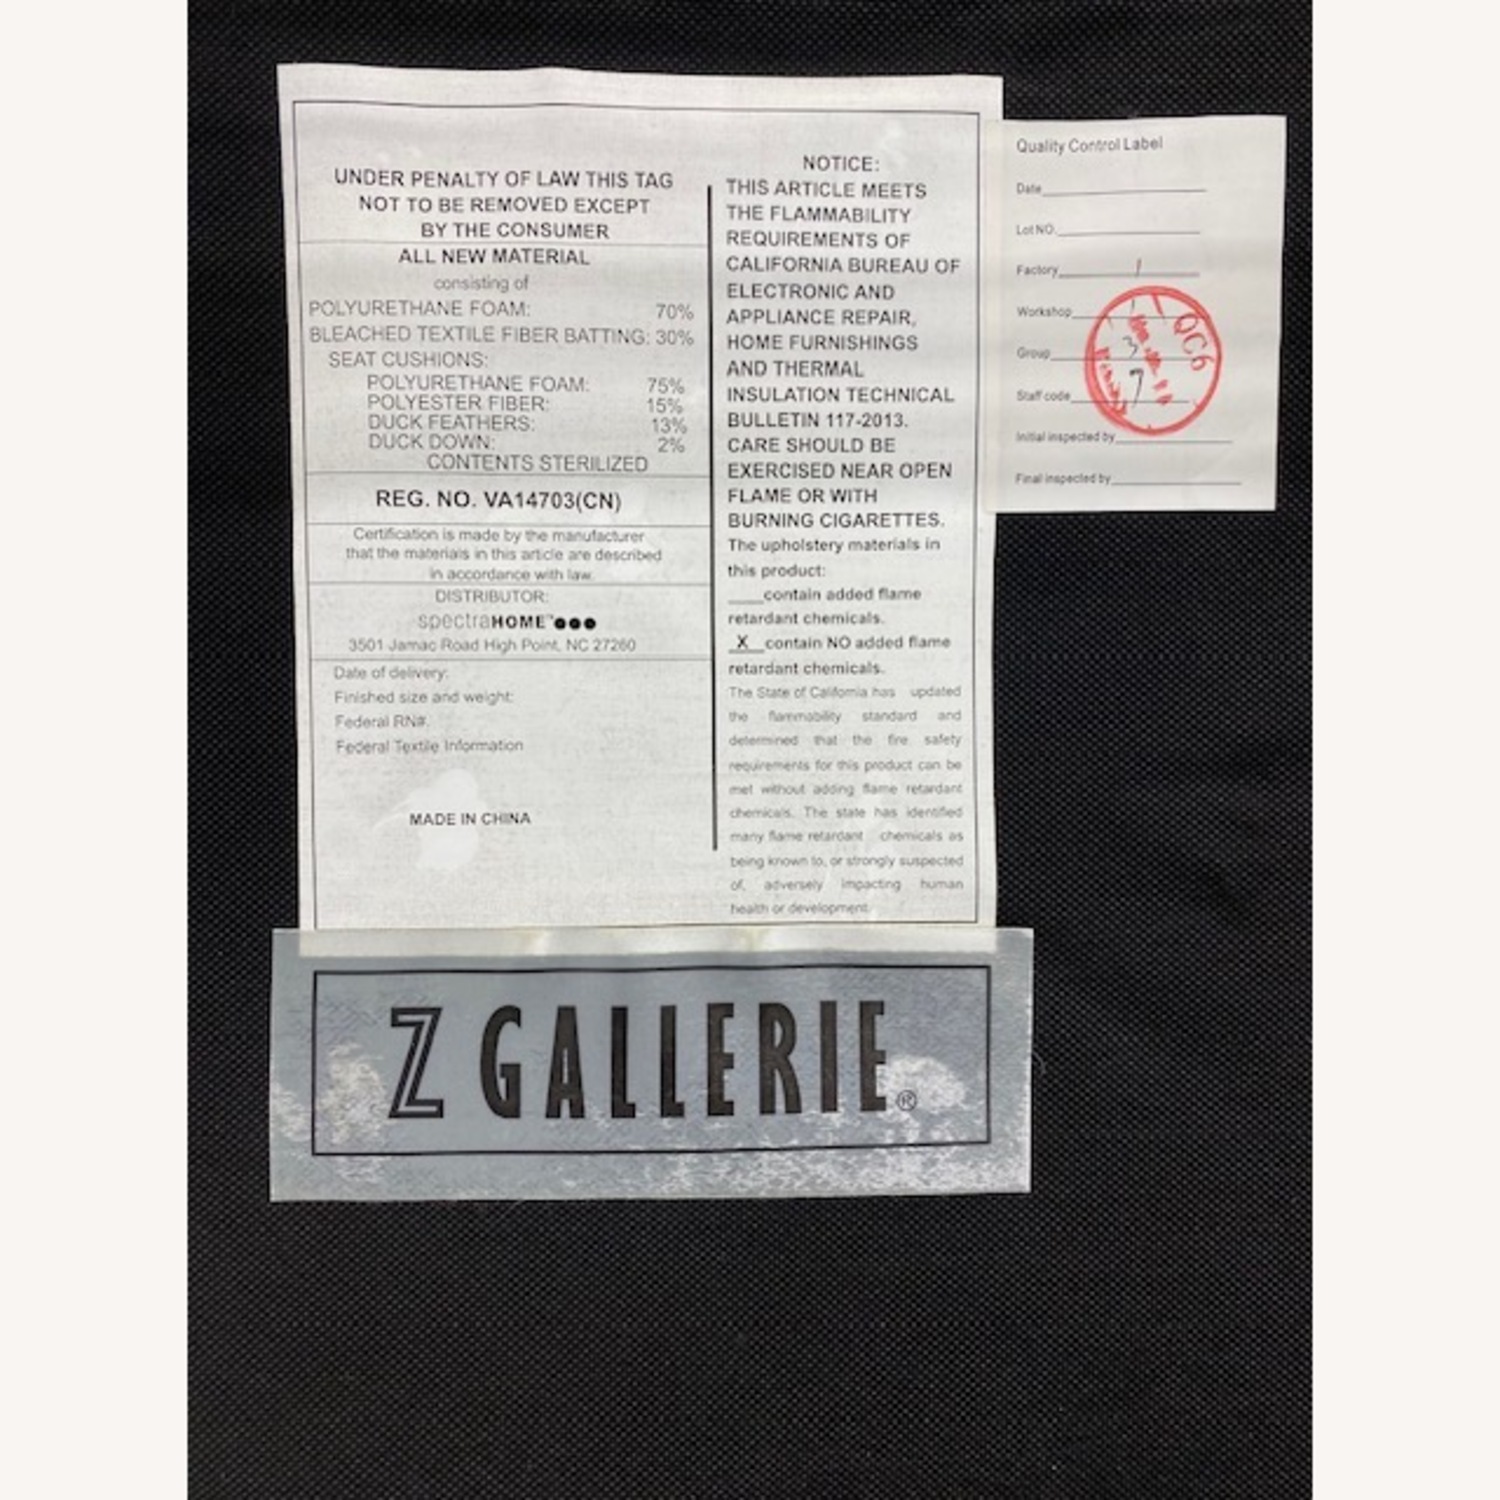 UNDER PENALTY OF LAW THIS TAG
NOT TO BE REMOVED EXCEPT
BY THE CONSUMER
ALL NEW MATERIAL
consisting of
POLYURETHANE FOAM: 70%
BLEACHED TEXTILE FIBER BATTING: 30%
SEAT CUSHIONS:
POLYURETHANE FOAM: 75%
POLYESTER FIBER: 15%
DUCK FEATHERS: 13%
DUCK DOWN: 2%
CONTENTS STERILIZED
REG. NO. VA14703(CN)
Certification is made by the manufacturer
that the materials in this article are described
in accordance with law.
DISTRIBUTOR:
spectraHOME™
3501 Jamac Road High Point, NC 27260
Date of delivery:
Finished size and weight:
Federal RN#.
Federal Textile Information
MADE IN CHINA
NOTICE:
THIS ARTICLE MEETS
THE FLAMMABILITY
REQUIREMENTS OF
CALIFORNIA BUREAU OF
ELECTRONIC AND
APPLIANCE REPAIR,
HOME FURNISHINGS
AND THERMAL
INSULATION TECHNICAL
BULLETIN 117-2013.
CARE SHOULD BE
EXERCISED NEAR OPEN
FLAME OR WITH
BURNING CIGARETTES.
The upholstery materials in
this product:
____contain added flame
retardant chemicals.
_X_contain NO added flame
retardant chemicals.
The State of California has updated
the flammability standard and
determined that the fire safety
requirements for this product can be
met without adding flame retardant
chemicals. The state has identified
many flame retardant chemicals as
being known to, or strongly suspected
of, adversely impacting human
health or development.
Quality Control Label
Date
Lot NO.
Factory 1
Workshop 1
Group 3
Staff code 7
Initial inspected by
Final inspected by
QC6
Z GALLERIE®